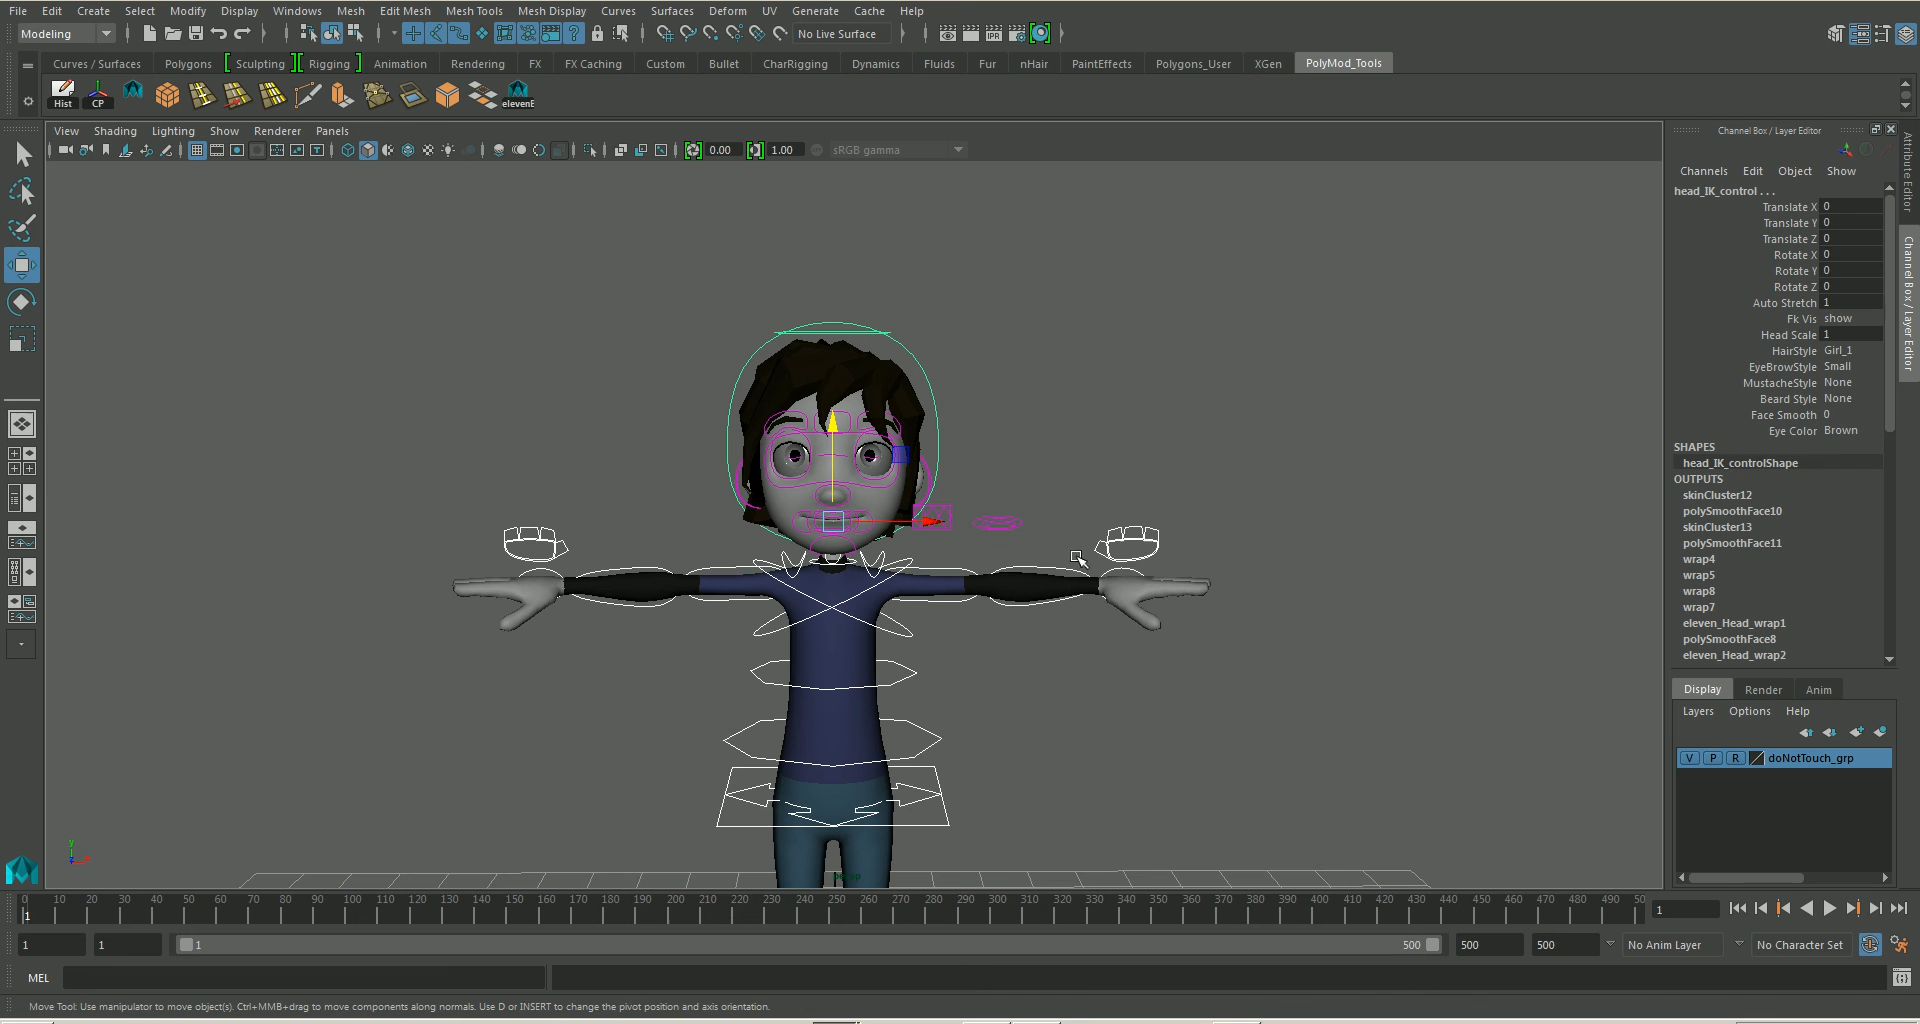 File Edit Create Select Modify Display Windows Mesh Edit Mesh Mesh Tools Mesh Display Curves Surfaces Deform UV Generate Cache Help
Modeling No Live Surface
Curves / Surfaces Polygons Sculpting Rigging Animation Rendering FX FX Caching Custom Bullet CharRigging Dynamics Fluids Fur nHair PaintEffects Polygons_User XGen PolyMod_Tools
Hist CP elevenE
View Shading Lighting Show Renderer Panels
0.00 1.00 sRGB gamma
Channel Box / Layer Editor
Channels Edit Object Show
head_IK_control . . .
Translate X 0
Translate Y 0
Translate Z 0
Rotate X 0
Rotate Y 0
Rotate Z 0
Auto Stretch 1
Fk Vis show
Head Scale 1
HairStyle Girl_1
EyeBrowStyle Small
MustacheStyle None
Beard Style None
Face Smooth 0
Eye Color Brown
SHAPES
head_IK_controlShape
OUTPUTS
skinCluster12
polySmoothFace10
skinCluster13
polySmoothFace11
wrap4
wrap5
wrap8
wrap7
eleven_Head_wrap1
polySmoothFace8
eleven_Head_wrap2
Attribute Editor
Channel Box / Layer Editor
Display Render Anim
Layers Options Help
V P R doNotTouch_grp
y
0 10 20 30 40 50 60 70 80 90 100 110 120 130 140 150 160 170 180 190 200 210 220 230 240 250 260 270 280 290 300 310 320 330 340 350 360 370 380 390 400 410 420 430 440 450 460 470 480 490 50
1 1
1 1 1 500 500 500 No Anim Layer No Character Set
MEL
Move Tool: Use manipulator to move object(s). Ctrl+MMB+drag to move components along normals. Use D or INSERT to change the pivot position and axis orientation.